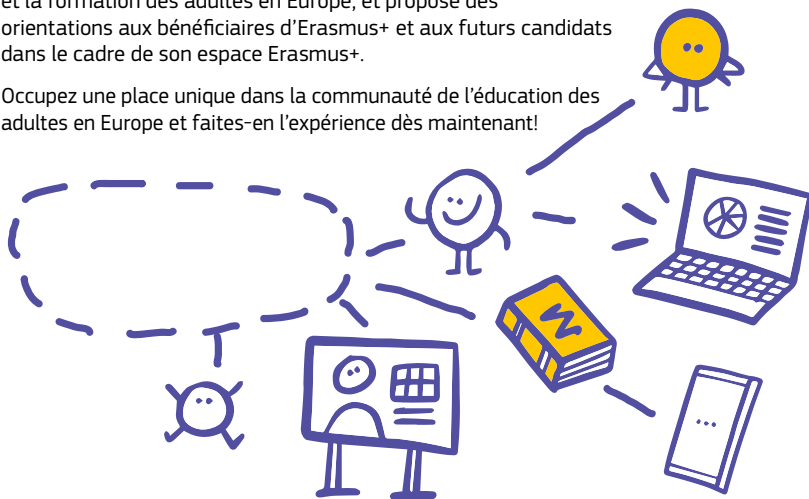 et la formation des adultes en Europe, et propose des
orientations aux bénéficiaires d’Erasmus+ et aux futurs candidats
dans le cadre de son espace Erasmus+.
Occupez une place unique dans la communauté de l’éducation des
adultes en Europe et faites-en l’expérience dès maintenant!